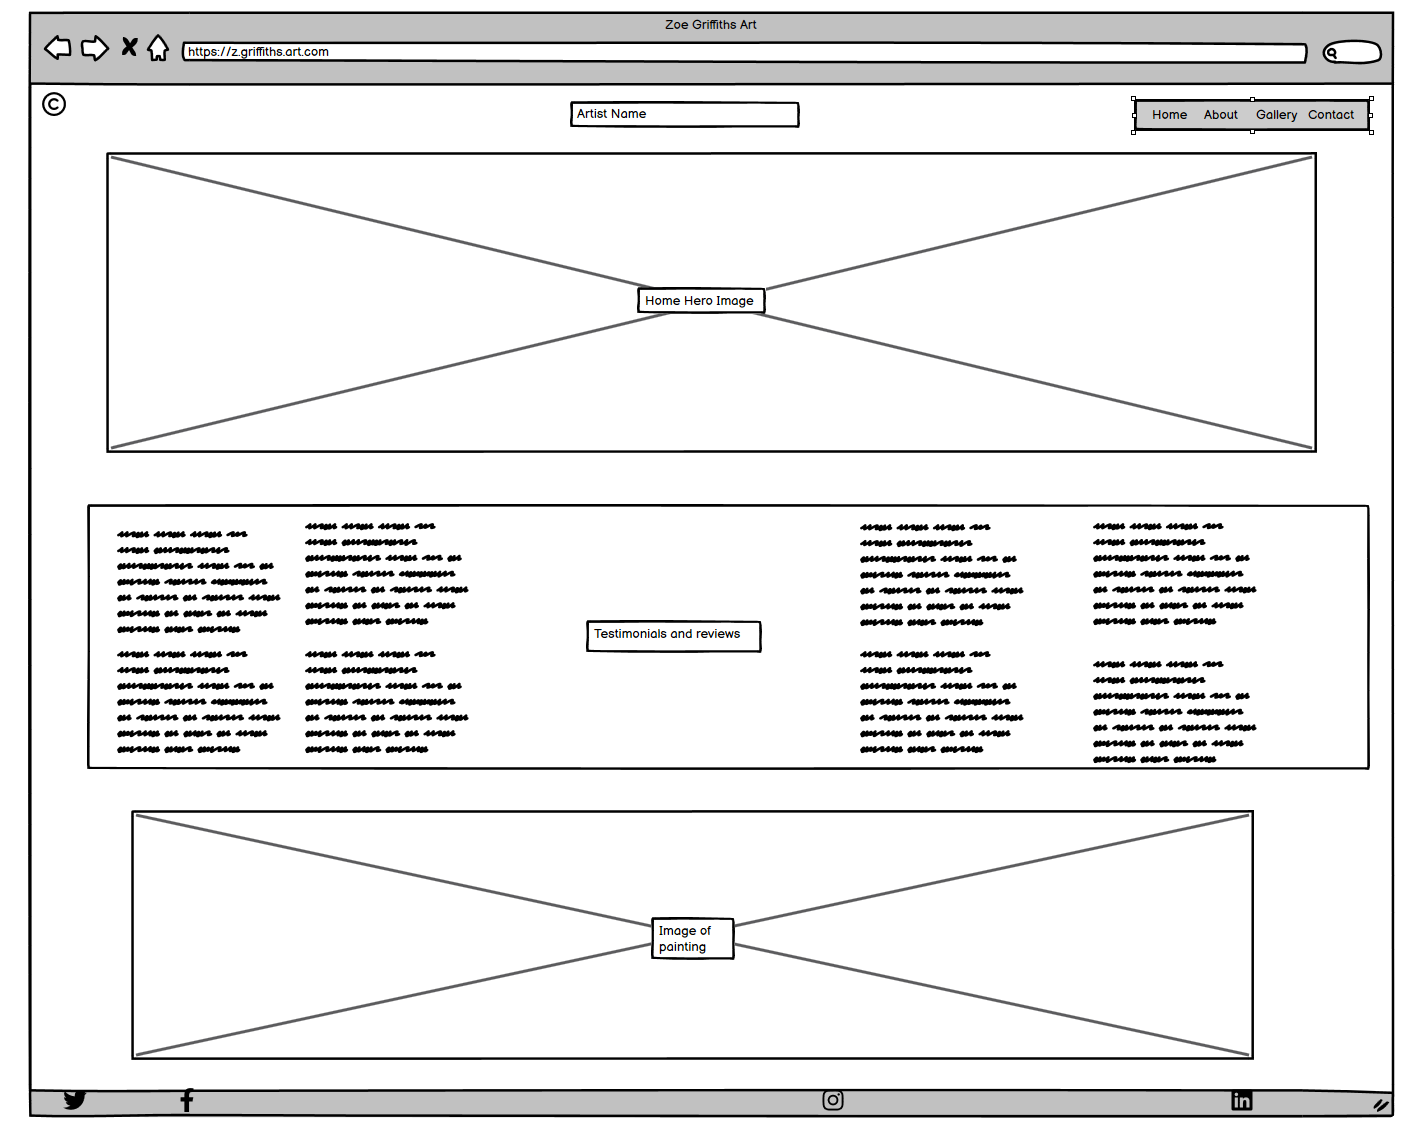 Zoe Griffiths Art
https://z.griffiths.art.com
©
Artist Name
Home About Gallery Contact
Home Hero Image
Testimonials and reviews
Image of
painting